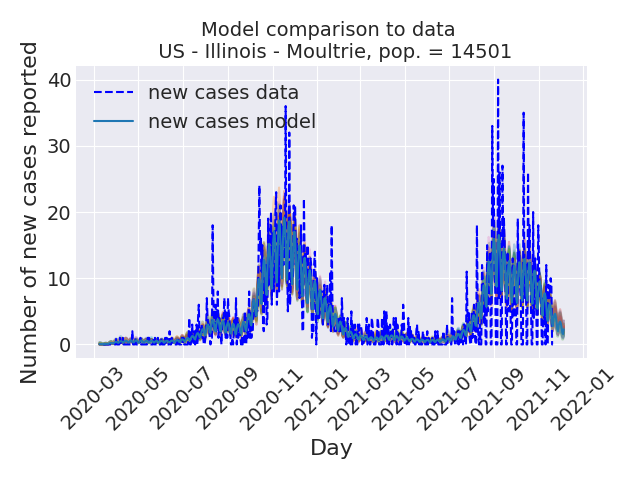 Model comparison to data
US - Illinois - Moultrie, pop. = 14501
Number of new cases reported
40
30
20
10
0
new cases data
new cases model
2020-03
2020-05
2020-07
2020-09
2020-11
2021-01
2021-03
2021-05
2021-07
2021-09
2021-11
2022-01
Day